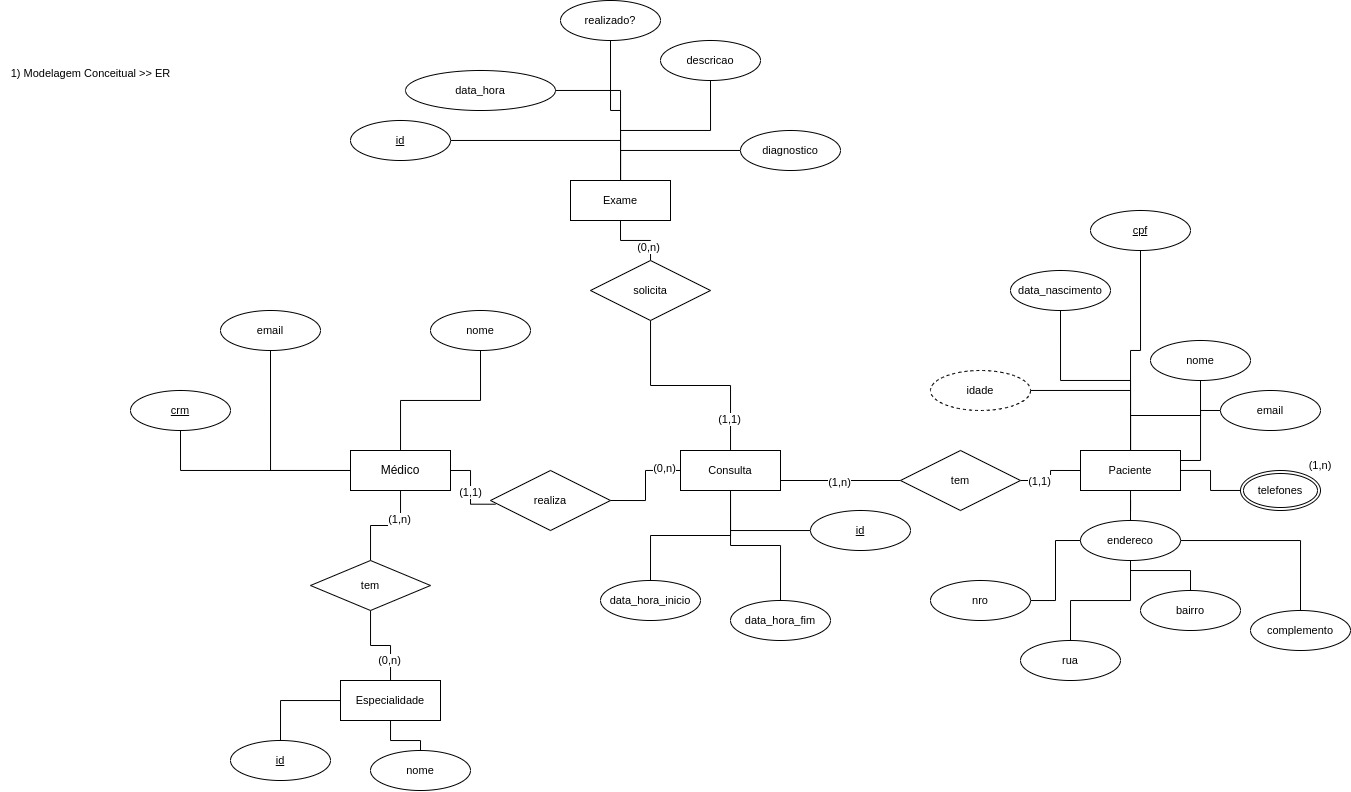 realizado?
descricao
1) Modelagem Conceitual >> ER
data_hora
id
diagnostico
Exame
cpf
(0,n)
solicita
data_nascimento
email
nome
nome
idade
crm
email
(1,1)
Médico
(0,n)
Consulta
Paciente
(1,n)
(1,1)
realiza
(1,n)
tem
(1,1)
telefones
(1,n)
id
endereco
tem
data_hora_inicio
data_hora_fim
nro
bairro
complemento
(0,n)
rua
Especialidade
id
nome